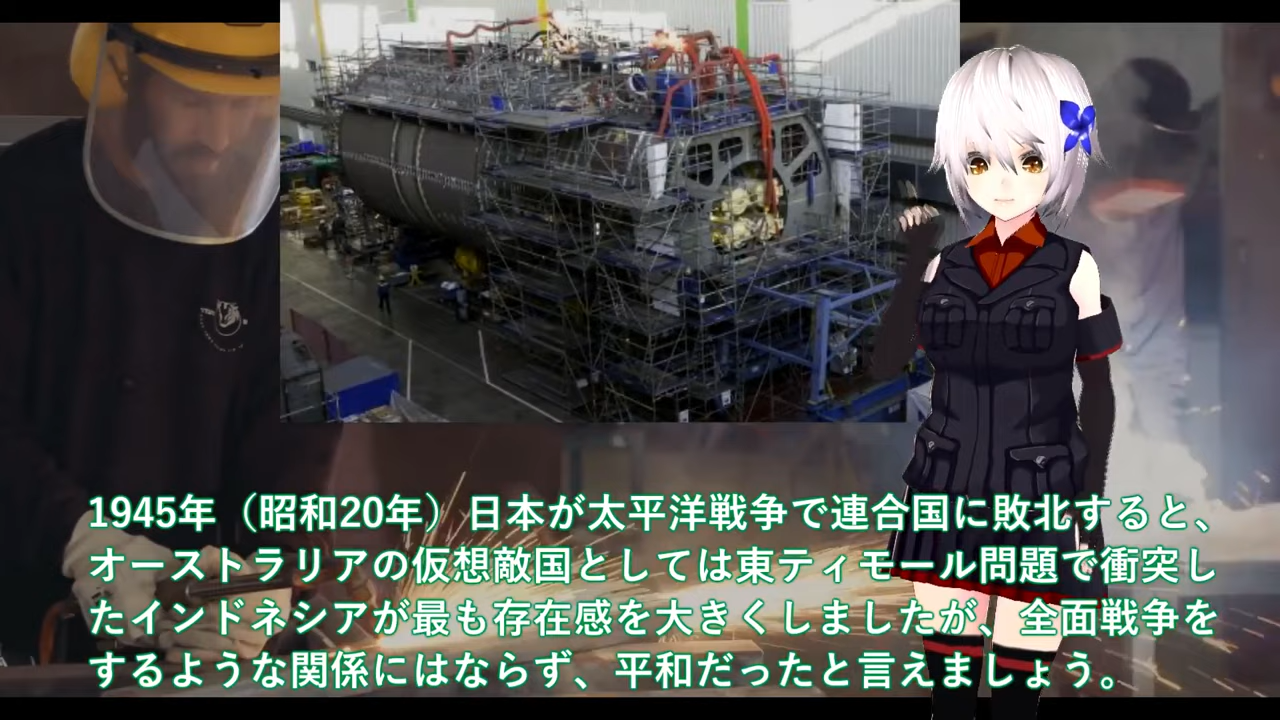 1945年（昭和20年）日本が太平洋戦争で連合国に敗北すると、
オーストラリアの仮想敵国としては東ティモール問題で衝突し
たインドネシアが最も存在感を大きくしましたが、全面戦争を
するような関係にはならず、平和だったと言えましょう。